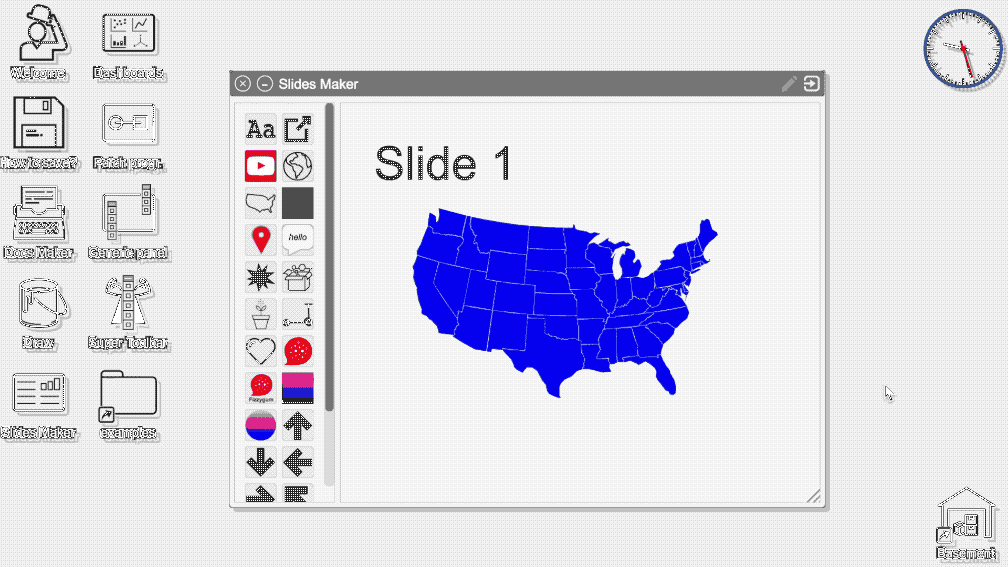 Welcome
Dashboards
How to save?
Patch progr.
Docs Maker
Generic panel
Draw
Super Toolbar
Slides Maker
examples
Slides Maker
Aa
hello
Fizzygum
Slide 1
Basement